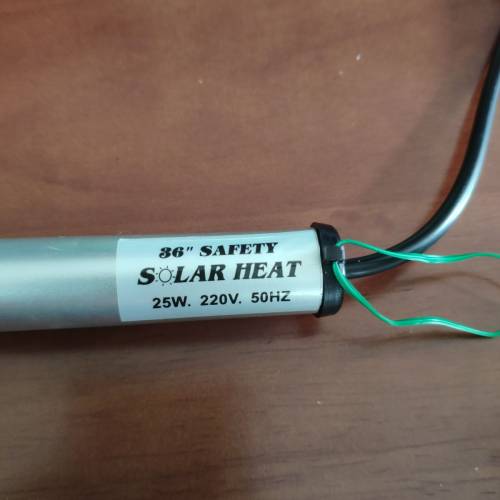 36" SAFETY
SOLAR HEAT
25W. 220V. 50HZ